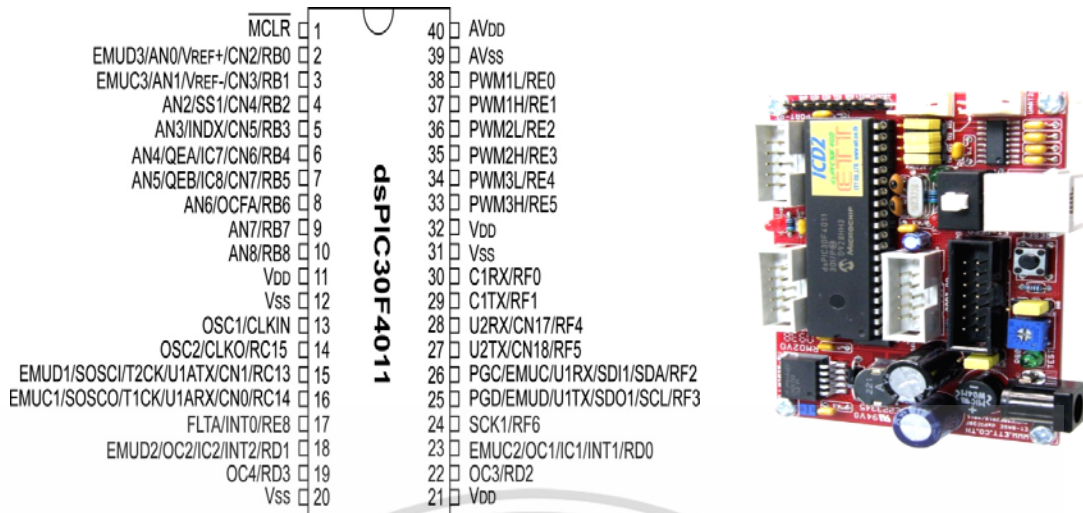 MCLR 1
EMUD3/AN0/VREF+/CN2/RB0 2
EMUC3/AN1/VREF-/CN3/RB1 3
AN2/SS1/CN4/RB2 4
AN3/INDX/CN5/RB3 5
AN4/QEA/IC7/CN6/RB4 6
AN5/QEB/IC8/CN7/RB5 7
AN6/OCFA/RB6 8
AN7/RB7 9
AN8/RB8 10
VDD 11
VSS 12
OSC1/CLKIN 13
OSC2/CLKO/RC15 14
EMUD1/SOSCI/T2CK/U1ATX/CN1/RC13 15
EMUC1/SOSCO/T1CK/U1ARX/CN0/RC14 16
FLTA/INT0/RE8 17
EMUD2/OC2/IC2/INT2/RD1 18
OC4/RD3 19
VSS 20
dsPIC30F4011
40 AVDD
39 AVSS
38 PWM1L/RE0
37 PWM1H/RE1
36 PWM2L/RE2
35 PWM2H/RE3
34 PWM3L/RE4
33 PWM3H/RE5
32 VDD
31 VSS
30 C1RX/RF0
29 C1TX/RF1
28 U2RX/CN17/RF4
27 U2TX/CN18/RF5
26 PGC/EMUC/U1RX/SDI1/SDA/RF2
25 PGD/EMUD/U1TX/SDO1/SCL/RF3
24 SCK1/RF6
23 EMUC2/OC1/IC1/INT1/RD0
22 OC3/RD2
21 VDD
ICD2
ETT
dsPIC30F4011
MICROCHIP
94V0
WWW.ETT.CO.TH